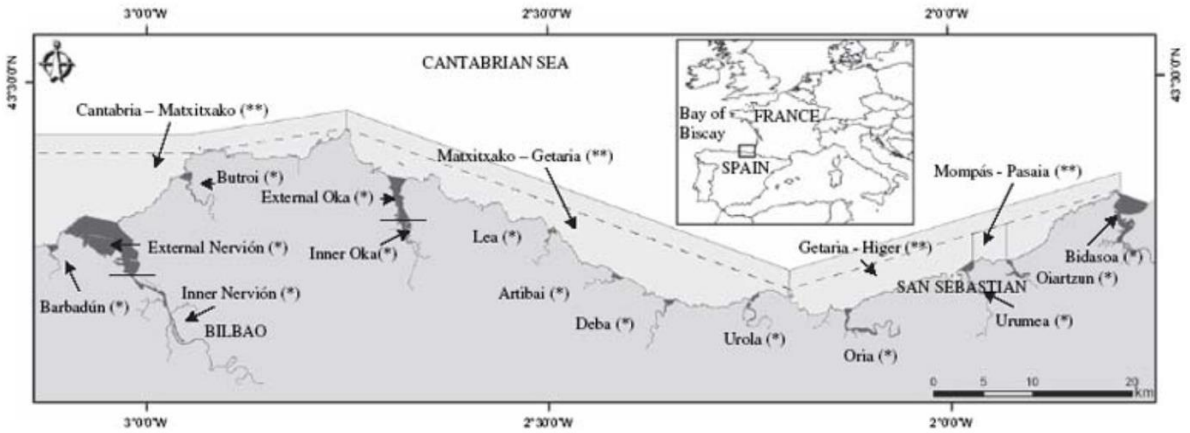 3°0'0"W
2°30'0"W
2°0'0"W
43°30'0"N
43°30'0"N
CANTABRIAN SEA
Cantabria – Matxitxako (**)
Bay of
Biscay
FRANCE
SPAIN
Matxitxako – Getaria (**)
Mompás - Pasaia (**)
Butroi (*)
External Oka (*)
External Nervión (*)
Inner Oka(*)
Lea (*)
Getaria - Higer (**)
Bidasoa (*)
Barbadún (*)
Inner Nervión (*)
Artibai (*)
SAN SEBASTIAN
Oiartzun (*)
BILBAO
Deba (*)
Urola (*)
Oria (*)
Urumea (*)
0 5 10 20
km
3°0'0"W
2°30'0"W
2°0'0"W